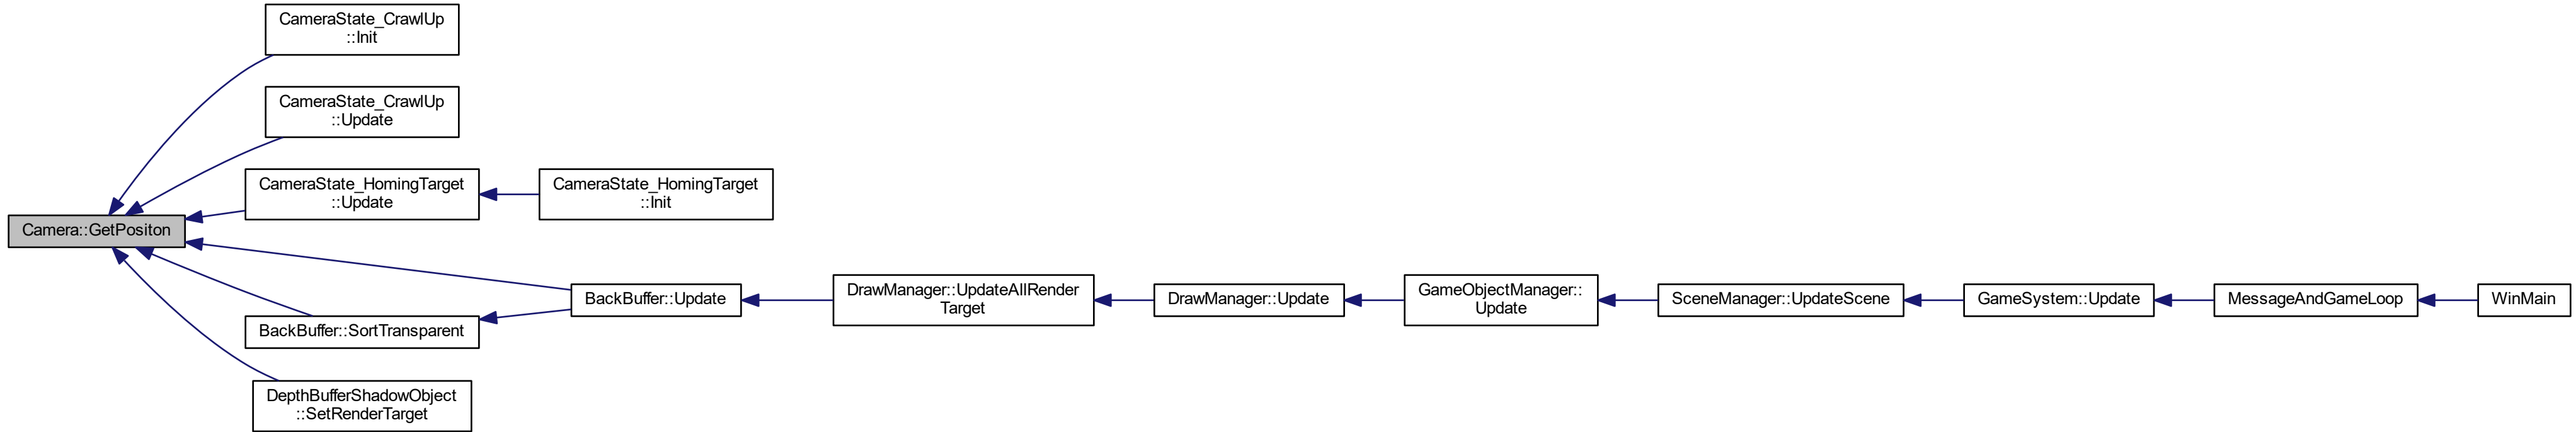 CameraState_CrawlUp
::Init
CameraState_CrawlUp
::Update
CameraState_HomingTarget
::Update
CameraState_HomingTarget
::Init
Camera::GetPositon
BackBuffer::Update
DrawManager::UpdateAllRender
Target
DrawManager::Update
GameObjectManager::
Update
SceneManager::UpdateScene
GameSystem::Update
MessageAndGameLoop
WinMain
BackBuffer::SortTransparent
DepthBufferShadowObject
::SetRenderTarget